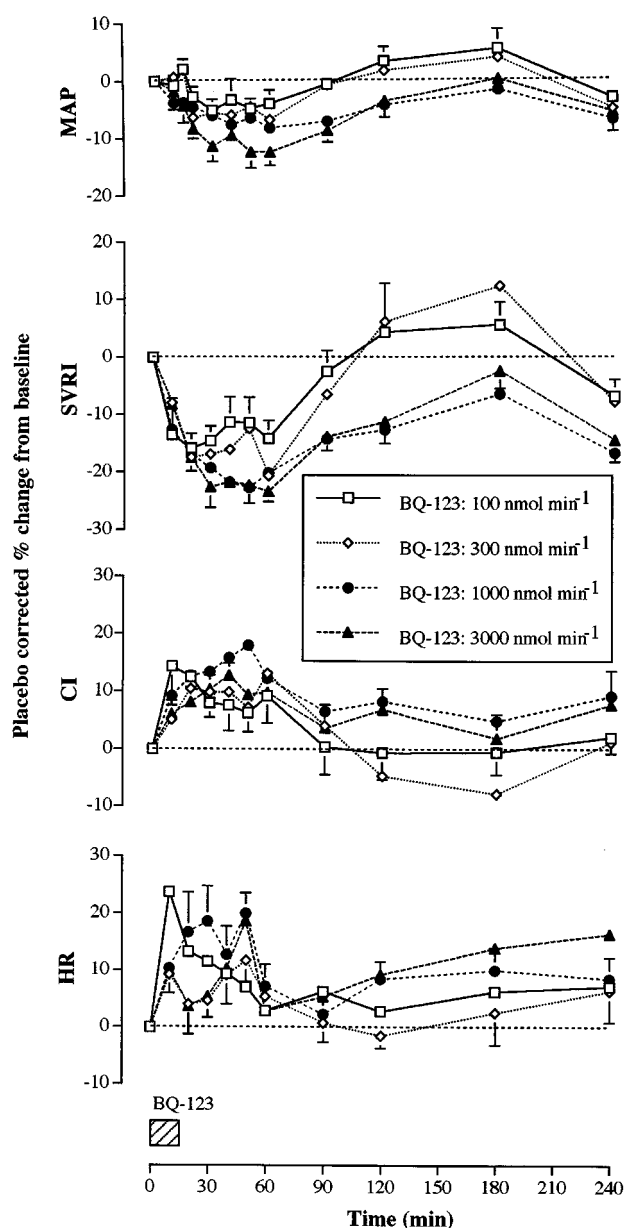 Placebo corrected % change from baseline
MAP
10
0
-10
-20
SVRI
20
10
0
-10
-20
-30
BQ-123: 100 nmol min-1
BQ-123: 300 nmol min-1
BQ-123: 1000 nmol min-1
BQ-123: 3000 nmol min-1
CI
30
20
10
0
-10
HR
30
20
10
0
-10
BQ-123
0 30 60 90 120 150 180 210 240
Time (min)